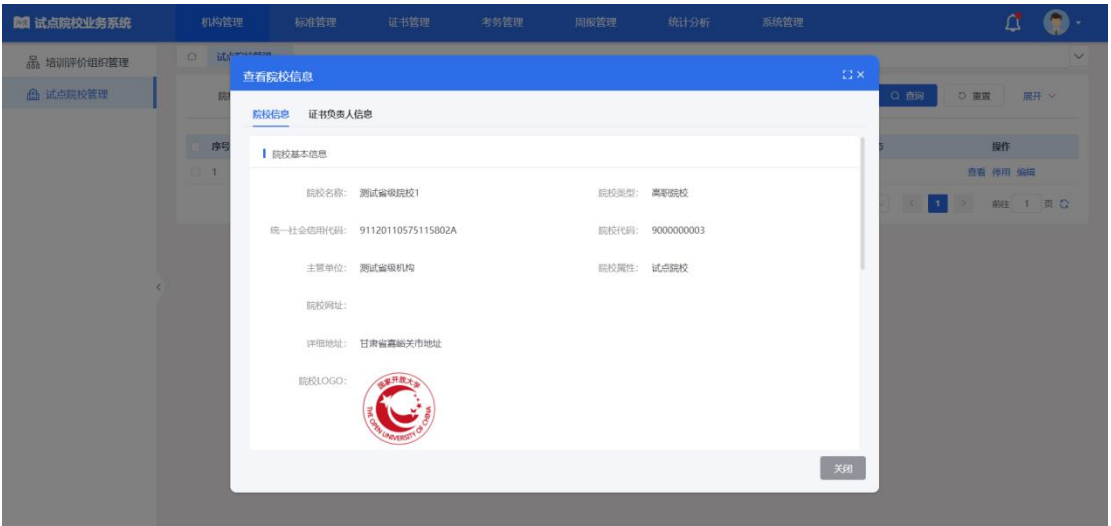 试点院校业务系统 机构管理 标准管理 证书管理 考务管理 周报管理 统计分析 系统管理
培训评价组织管理
试点院校管理
查询 重置 展开
序号 操作
1 查看 停用 编辑
1 前往 1 页
查看院校信息
院校信息 证书负责人信息
院校基本信息
院校名称: 测试省级院校1 院校类型: 高职院校
统一社会信用代码: 91120110575115802A 院校代码: 9000000003
主管单位: 测试省级机构 院校属性: 试点院校
院校网址:
详细地址: 甘肃省嘉峪关市地址
院校LOGO:
国家开放大学
THE OPEN UNIVERSITY OF CHINA
关闭